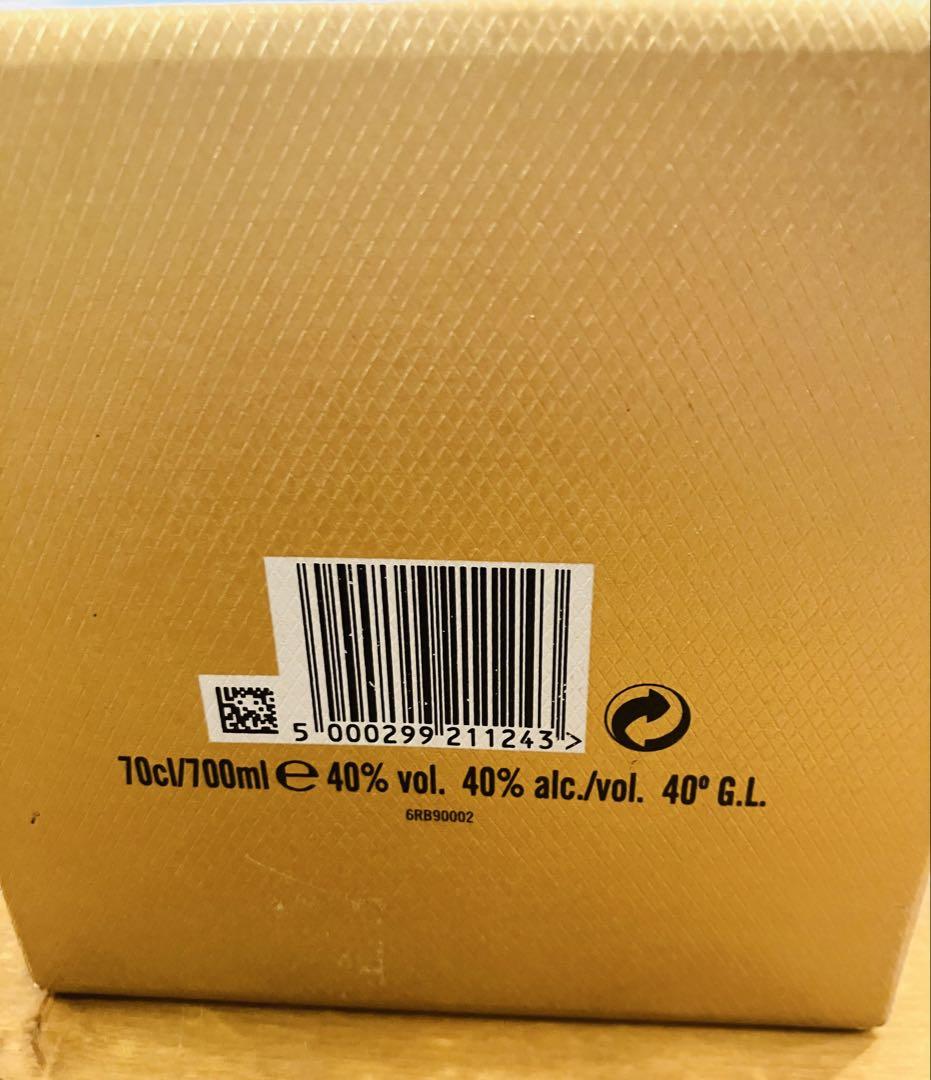 5 000299 211243 >
70cl/700ml ℮ 40% vol. 40% alc./vol. 40º G.L.
6RB90002